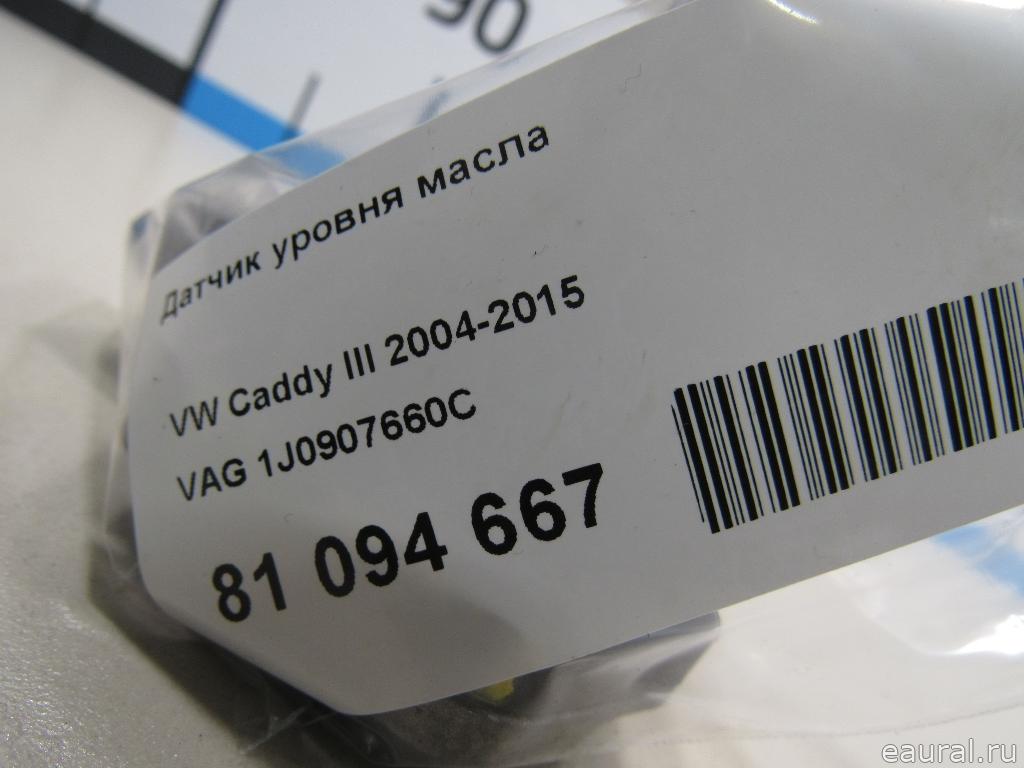 90
Датчик уровня масла
VW Caddy III 2004-2015
VAG 1J0907660C
81 094 667
eaural.ru